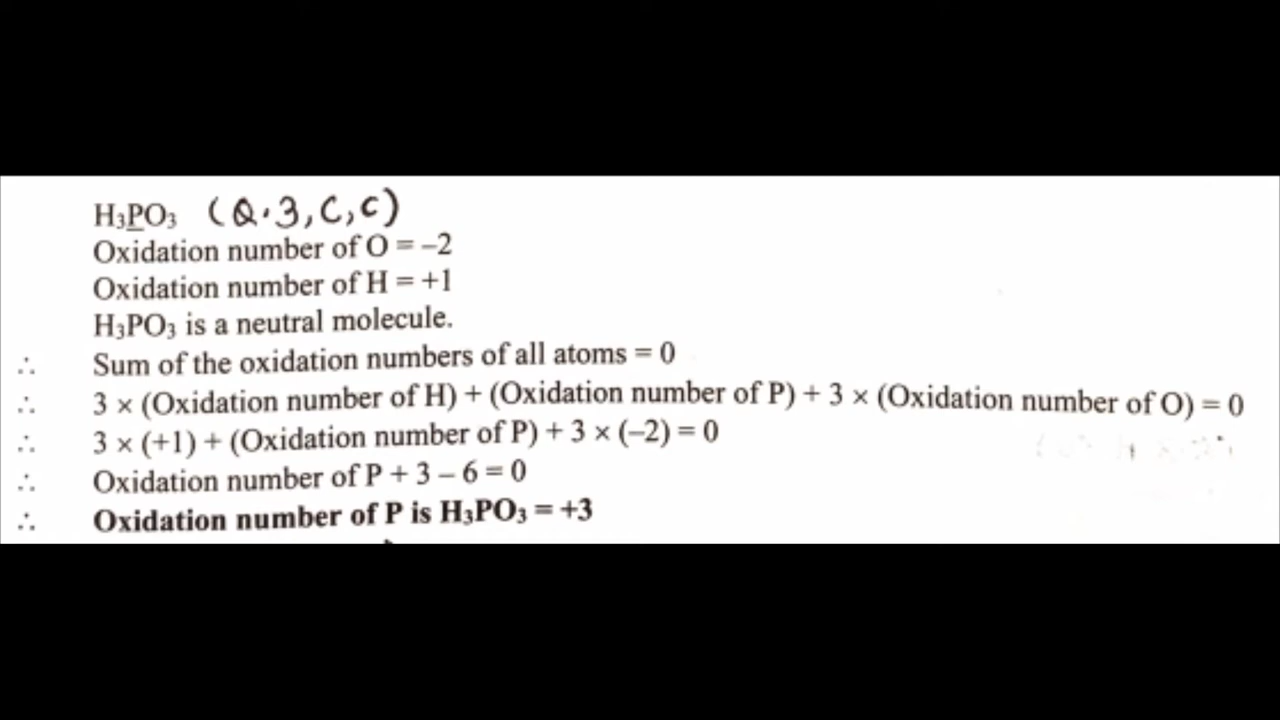 H₃PO₃ (Q.3, C, c)
Oxidation number of O = –2
Oxidation number of H = +1
H₃PO₃ is a neutral molecule.
∴ Sum of the oxidation numbers of all atoms = 0
∴ 3 × (Oxidation number of H) + (Oxidation number of P) + 3 × (Oxidation number of O) = 0
∴ 3 × (+1) + (Oxidation number of P) + 3 × (–2) = 0
∴ Oxidation number of P + 3 – 6 = 0
∴ Oxidation number of P is H₃PO₃ = +3